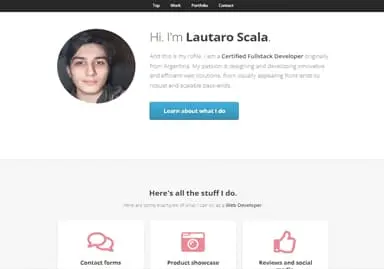 Top Work Portfolio Contact
Hi. I'm Lautaro Scala.
And this is my rofile. I am a Certified Fullstack Developer originally
from Argentina. My passion is designing and developing innovative
and efficient web solutions, from visually appearing front-ends to
robust and scalable back-ends.
Learn about what I do
Here's all the stuff I do.
Here are some examples of what I can do as a Web Developer
Contact forms
Product showcase
Reviews and social